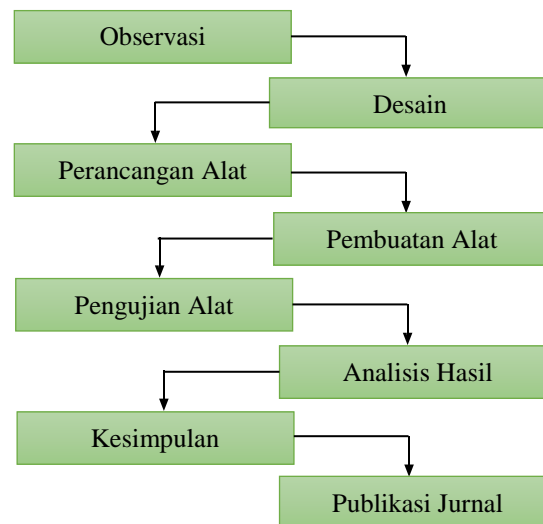 Observasi
Desain
Perancangan Alat
Pembuatan Alat
Pengujian Alat
Analisis Hasil
Kesimpulan
Publikasi Jurnal